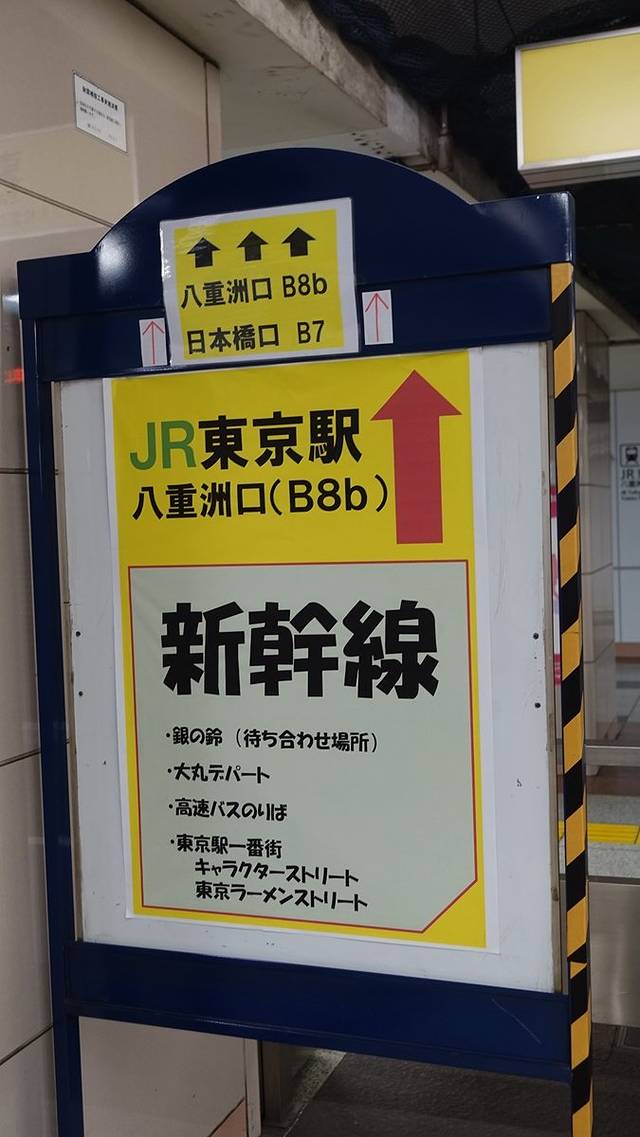 八重洲口 B8b
日本橋口 B7
JR東京駅
八重洲口(B8b)
新幹線
・銀の鈴 (待ち合わせ場所)
・大丸デパート
・高速バスのりば
・東京駅一番街
キャラクターストリート
東京ラーメンストリート